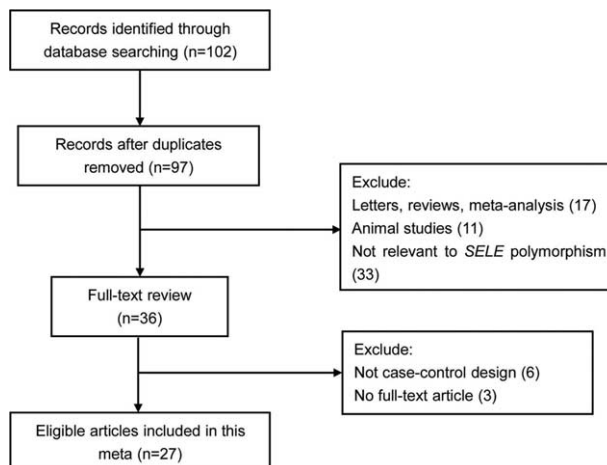 Records identified through
database searching (n=102)
Records after duplicates
removed (n=97)
Exclude:
Letters, reviews, meta-analysis (17)
Animal studies (11)
Not relevant to SELE polymorphism
(33)
Full-text review
(n=36)
Exclude:
Not case-control design (6)
No full-text article (3)
Eligible articles included in this
meta (n=27)